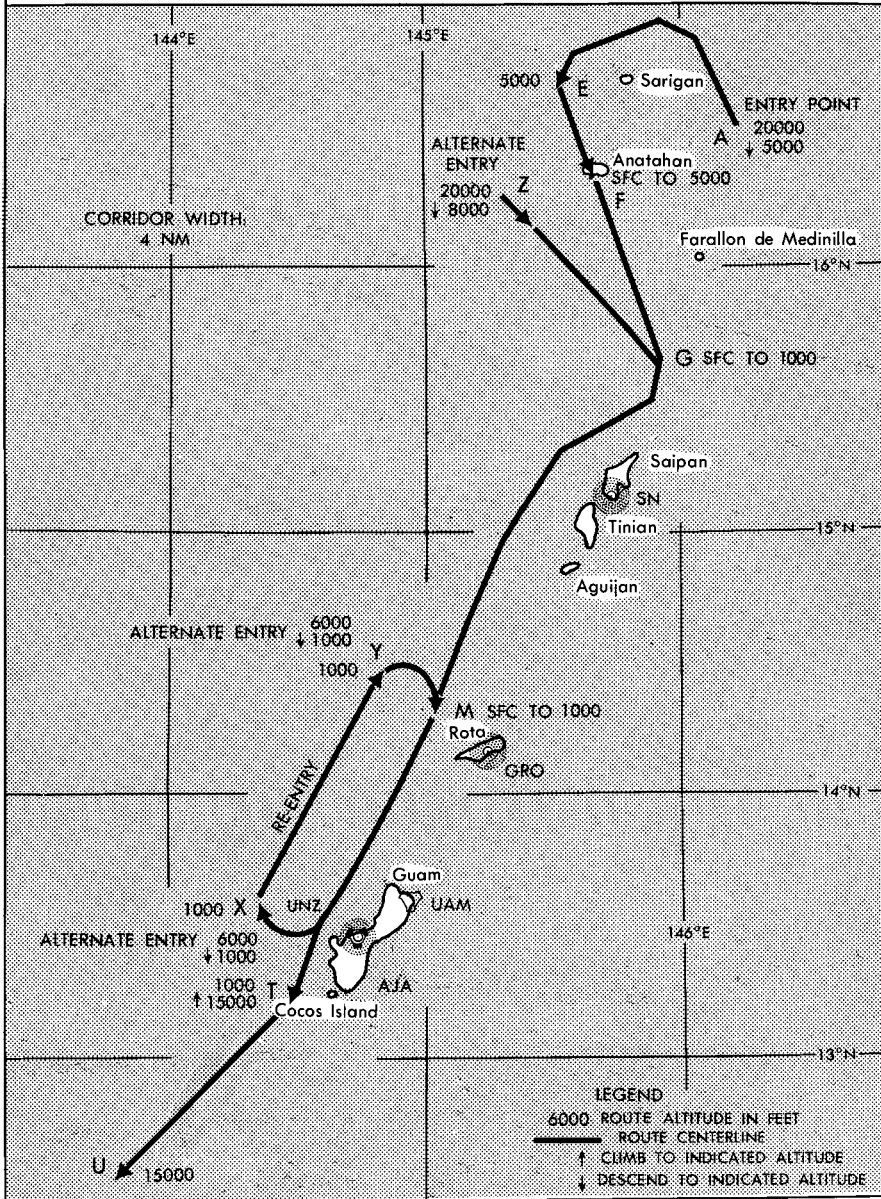 144°E
145°E
5000
E
Sarigan
ENTRY POINT
20000
A
↓ 5000
ALTERNATE
ENTRY
20000
↓ 8000
Z
Anatahan
SFC TO 5000
F
CORRIDOR WIDTH:
4 NM
Farallon de Medinilla
16°N
G SFC TO 1000
Saipan
SN
Tinian
15°N
Aguijan
ALTERNATE ENTRY
6000
↓ 1000
1000
Y
M SFC TO 1000
Rota
GRO
RE-ENTRY
14°N
Guam
1000 X
UNZ
UAM
ALTERNATE ENTRY
6000
↓ 1000
146°E
1000
↑ 15000
T
AJA
Cocos Island
13°N
LEGEND
6000 ROUTE ALTITUDE IN FEET
ROUTE CENTERLINE
↑ CLIMB TO INDICATED ALTITUDE
↓ DESCEND TO INDICATED ALTITUDE
U
15000